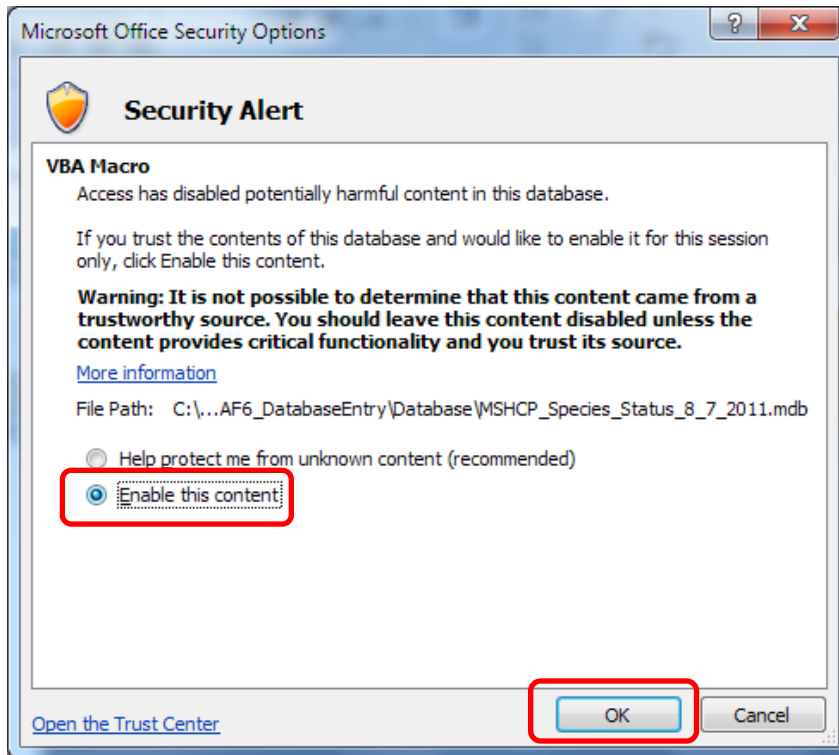 Microsoft Office Security Options
Security Alert
VBA Macro
Access has disabled potentially harmful content in this database.
If you trust the contents of this database and would like to enable it for this session
only, click Enable this content.
Warning: It is not possible to determine that this content came from a
trustworthy source. You should leave this content disabled unless the
content provides critical functionality and you trust its source.
More information
File Path: C:\...AF6_DatabaseEntry\Database\MSHCP_Species_Status_8_7_2011.mdb
Help protect me from unknown content (recommended)
Enable this content
Open the Trust Center
OK
Cancel